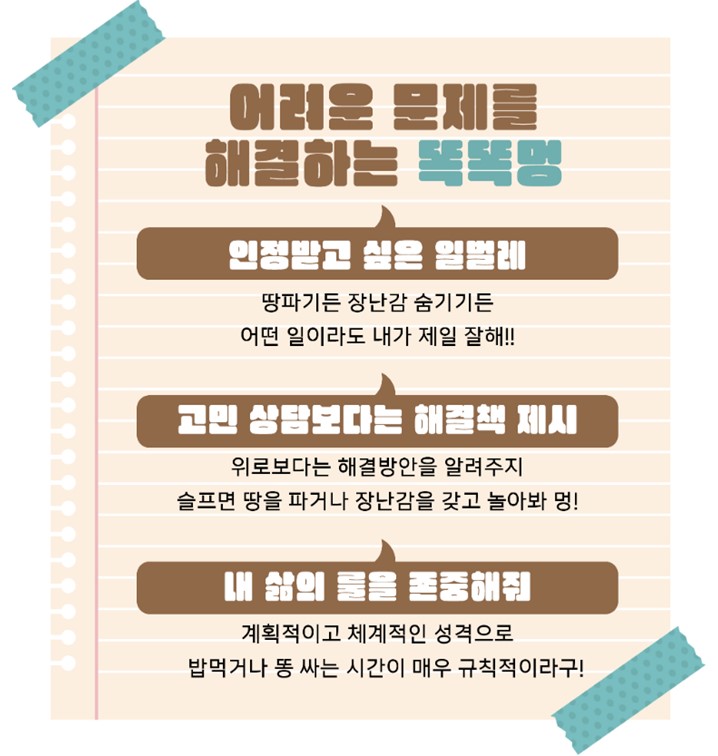 어려운 문제를
해결하는 똑똑멍
인정받고 싶은 일벌레
땅파기든 장난감 숨기기든
어떤 일이라도 내가 제일 잘해!!
고민 상담보다는 해결책 제시
위로보다는 해결방안을 알려주지
슬프면 땅을 파거나 장난감을 갖고 놀아봐 멍!
내 삶의 룰을 존중해줘
계획적이고 체계적인 성격으로
밥먹거나 똥 싸는 시간이 매우 규칙적이라구!